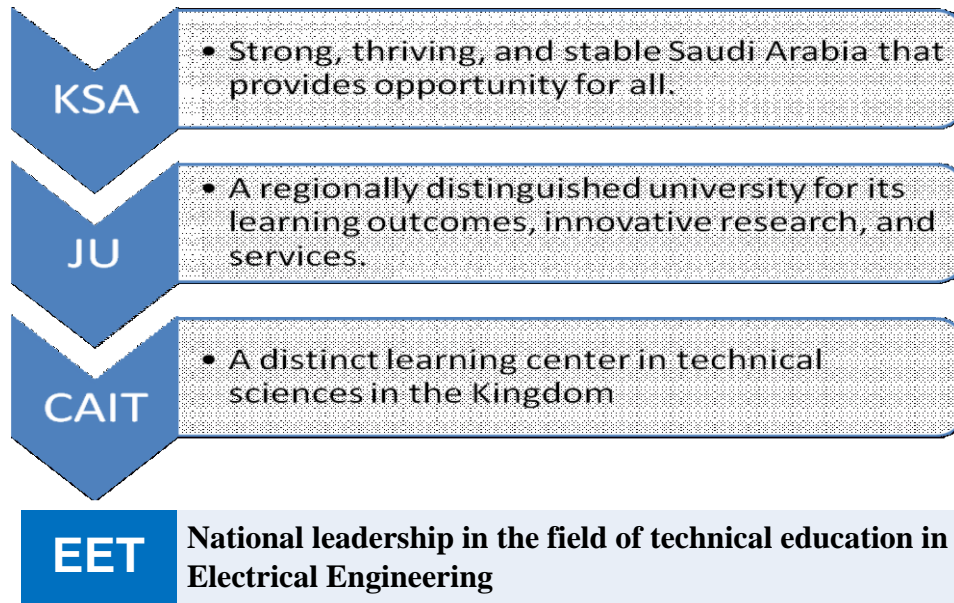 KSA
• Strong, thriving, and stable Saudi Arabia that
provides opportunity for all.
JU
• A regionally distinguished university for its
learning outcomes, innovative research, and
services.
CAIT
• A distinct learning center in technical
sciences in the Kingdom
EET
National leadership in the field of technical education in
Electrical Engineering